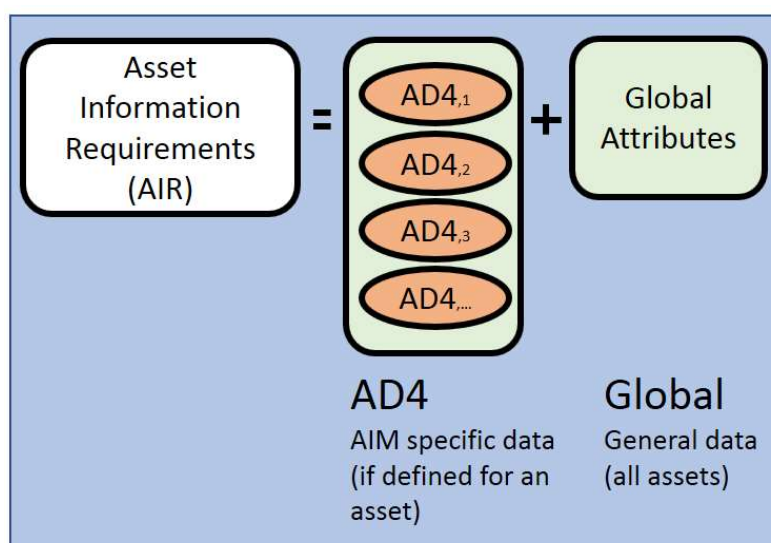 Asset
Information
Requirements
(AIR)
=
AD4,1
AD4,2
AD4,3
AD4,...
+
Global
Attributes
AD4
AIM specific data
(if defined for an
asset)
Global
General data
(all assets)